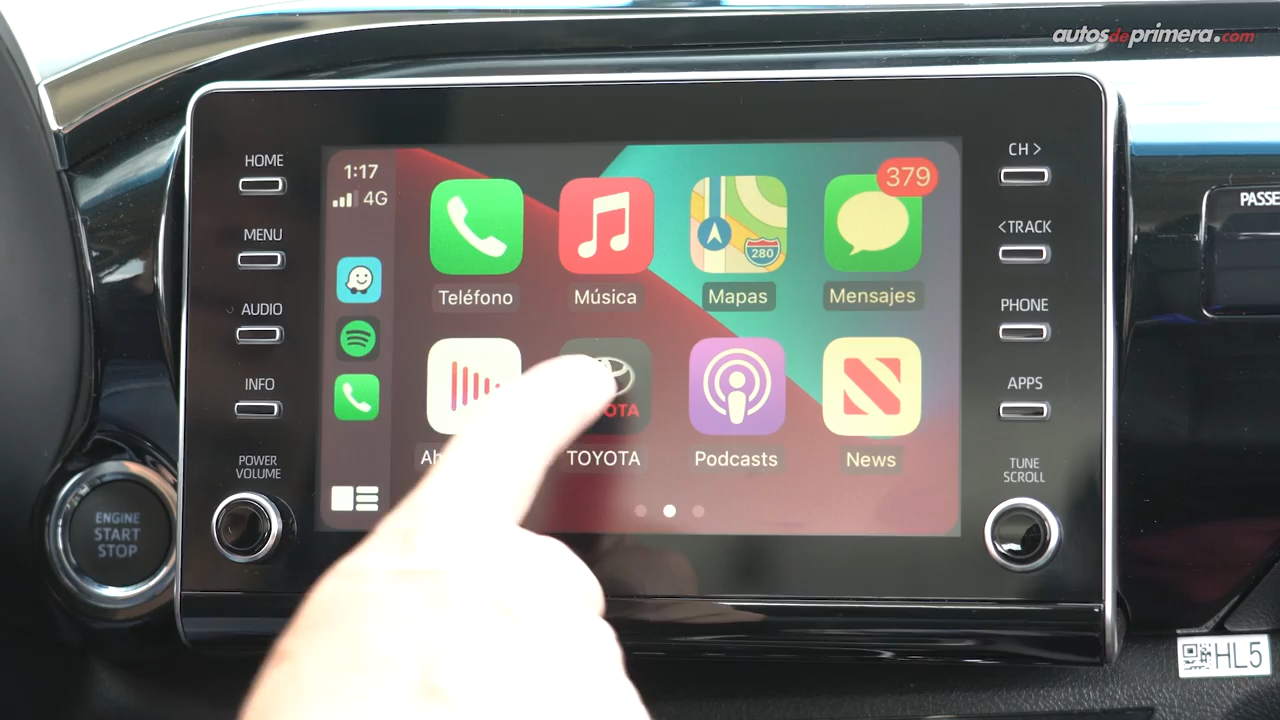 autosdeprimera.com
HOME
MENU
AUDIO
INFO
POWER
VOLUME
ENGINE
START
STOP
1:17
4G
379
280
Teléfono
Música
Mapas
Mensajes
TOYOTA
Podcasts
News
CH >
<TRACK
PHONE
APPS
TUNE
SCROLL
HL5